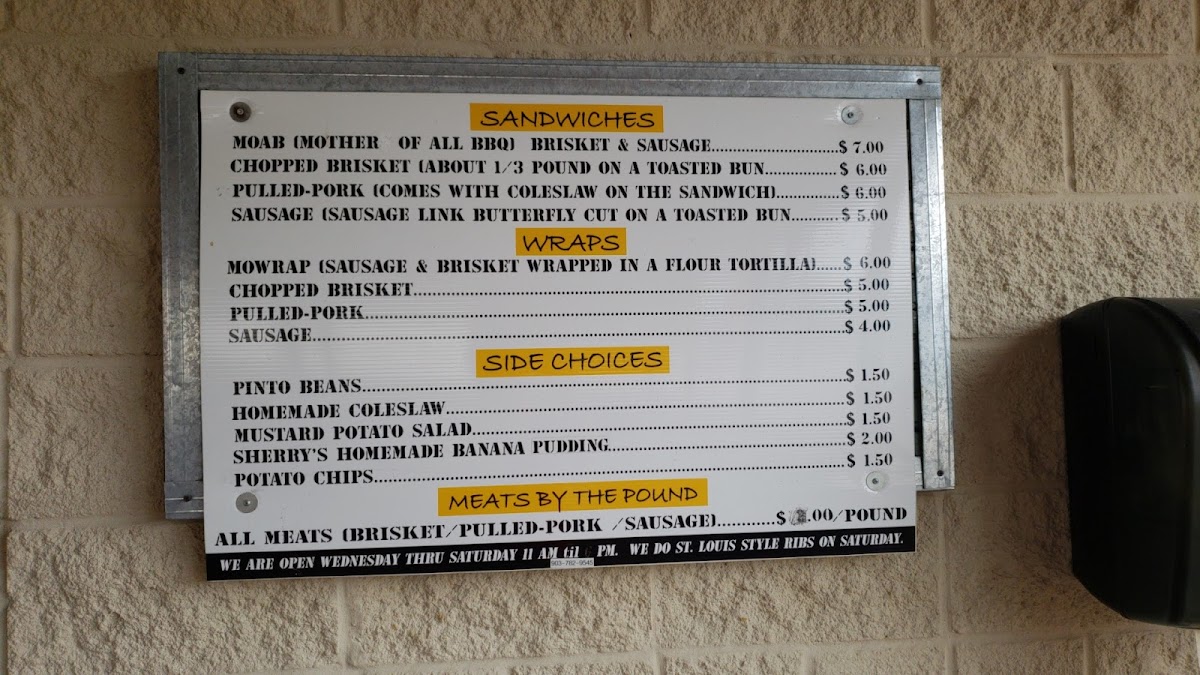 SANDWICHES
MOAB (MOTHER OF ALL BBQ) BRISKET & SAUSAGE.............................$ 7.00
CHOPPED BRISKET (ABOUT 1/3 POUND ON A TOASTED BUN................$ 6.00
PULLED-PORK (COMES WITH COLESLAW ON THE SANDWICH)..............$ 6.00
SAUSAGE (SAUSAGE LINK BUTTERFLY CUT ON A TOASTED BUN..........$ 5.00
WRAPS
MOWRAP (SAUSAGE & BRISKET WRAPPED IN A FLOUR TORTILLA)......$ 6.00
CHOPPED BRISKET..............................................................................$ 5.00
PULLED-PORK......................................................................................$ 5.00
SAUSAGE...............................................................................................$ 4.00
SIDE CHOICES
PINTO BEANS.......................................................................................$ 1.50
HOMEMADE COLESLAW.....................................................................$ 1.50
MUSTARD POTATO SALAD................................................................$ 1.50
SHERRY'S HOMEMADE BANANA PUDDING........................................$ 2.00
POTATO CHIPS....................................................................................$ 1.50
MEATS BY THE POUND
ALL MEATS (BRISKET/PULLED-PORK /SAUSAGE)............$ .00/POUND
WE ARE OPEN WEDNESDAY THRU SATURDAY 11 AM til PM. WE DO ST. LOUIS STYLE RIBS ON SATURDAY.
903-762-9545